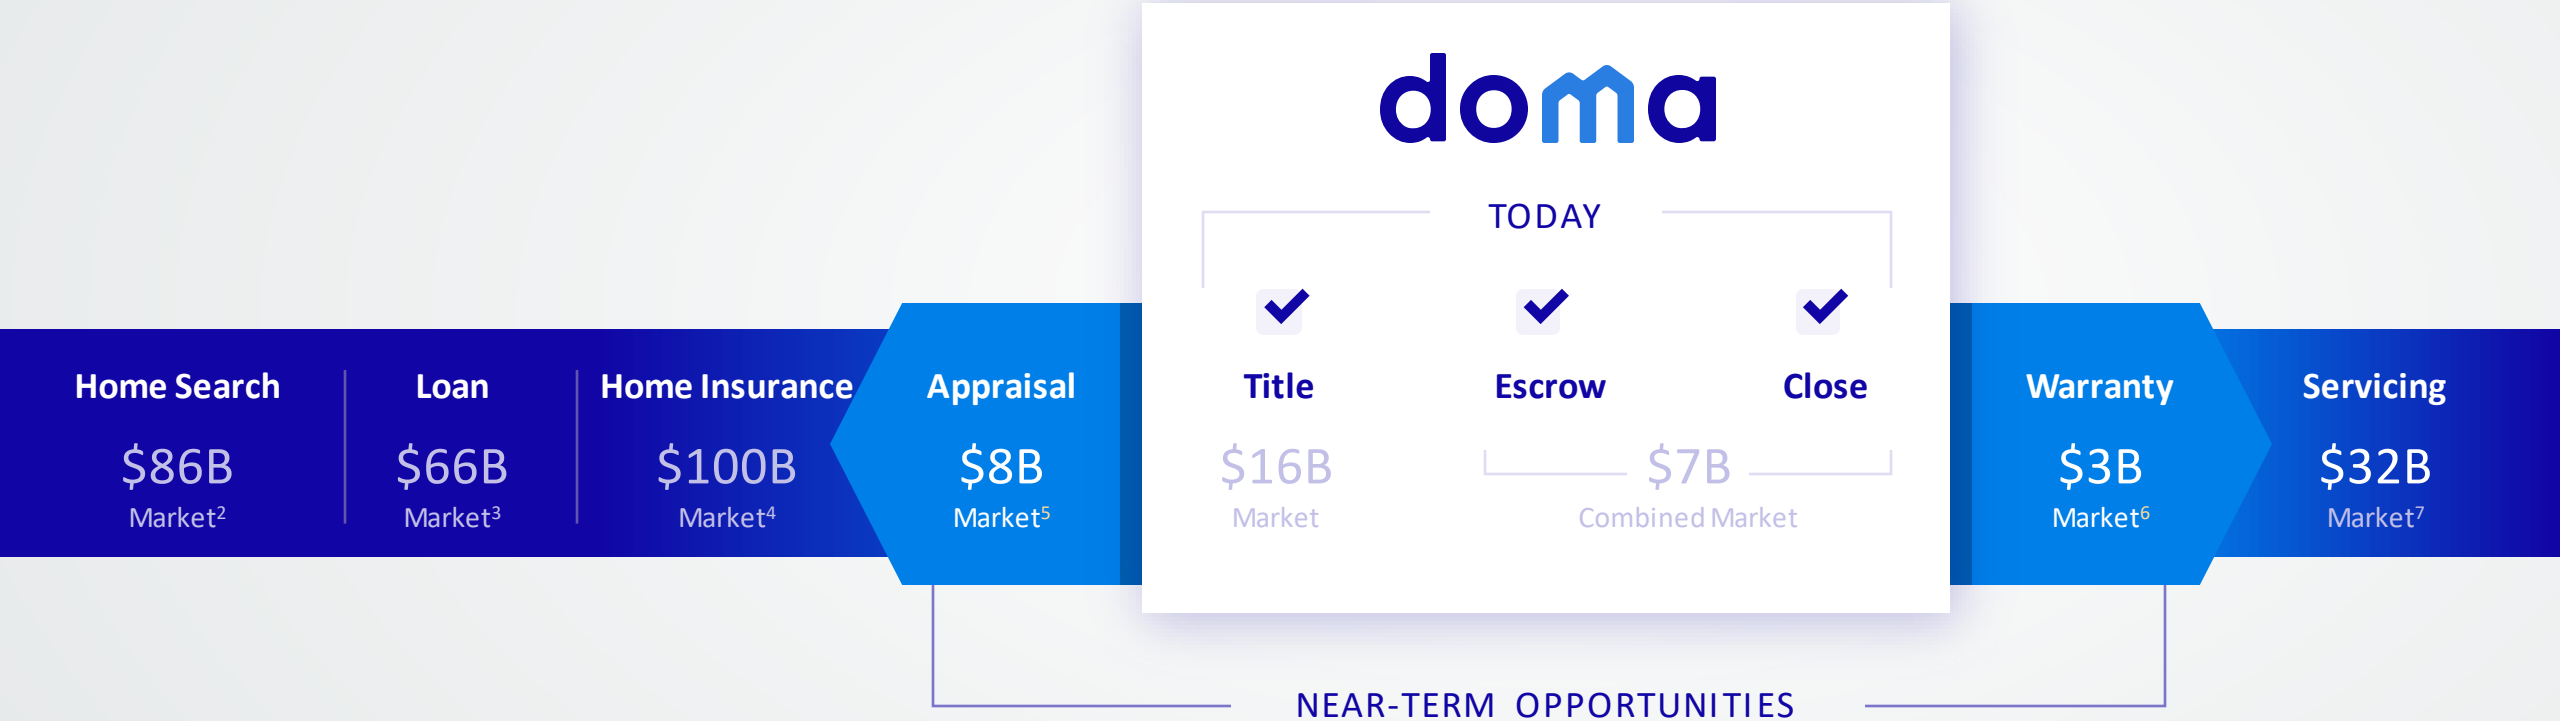 doma
TODAY
Home Search
Loan
Home Insurance
Appraisal
Title
Escrow
Close
Warranty
Servicing
$86B
$66B
$100B
$8B
$16B
$7B
$3B
$32B
Market²
Market³
Market⁴
Market⁵
Market
Combined Market
Market⁶
Market⁷
NEAR-TERM OPPORTUNITIES